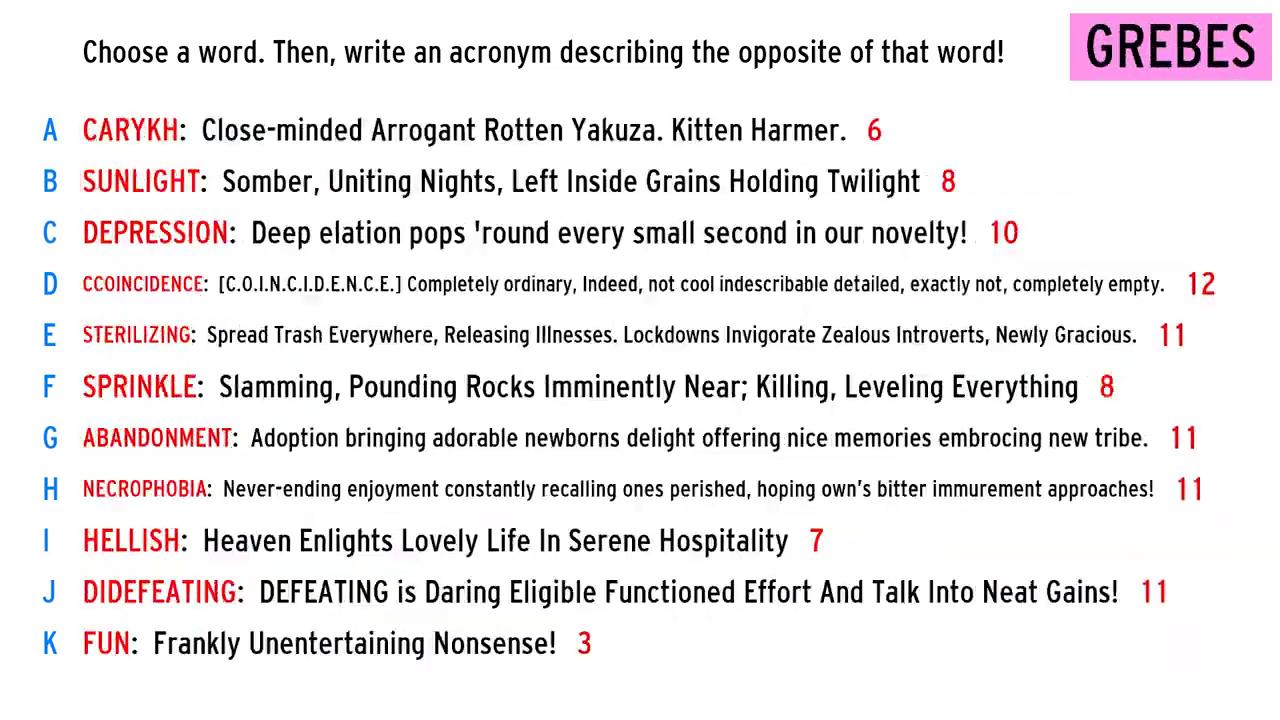 Choose a word. Then, write an acronym describing the opposite of that word!
GREBES
A CARYKH: Close-minded Arrogant Rotten Yakuza. Kitten Harmer. 6
B SUNLIGHT: Somber, Uniting Nights, Left Inside Grains Holding Twilight 8
C DEPRESSION: Deep elation pops 'round every small second in our novelty! 10
D CCOINCIDENCE: [C.O.I.N.C.I.D.E.N.C.E.] Completely ordinary, Indeed, not cool indescribable detailed, exactly not, completely empty. 12
E STERILIZING: Spread Trash Everywhere, Releasing Illnesses. Lockdowns Invigorate Zealous Introverts, Newly Gracious. 11
F SPRINKLE: Slamming, Pounding Rocks Imminently Near; Killing, Leveling Everything 8
G ABANDONMENT: Adoption bringing adorable newborns delight offering nice memories embrocing new tribe. 11
H NECROPHOBIA: Never-ending enjoyment constantly recalling ones perished, hoping own's bitter immurement approaches! 11
I HELLISH: Heaven Enlights Lovely Life In Serene Hospitality 7
J DIDEFEATING: DEFEATING is Daring Eligible Functioned Effort And Talk Into Neat Gains! 11
K FUN: Frankly Unentertaining Nonsense! 3